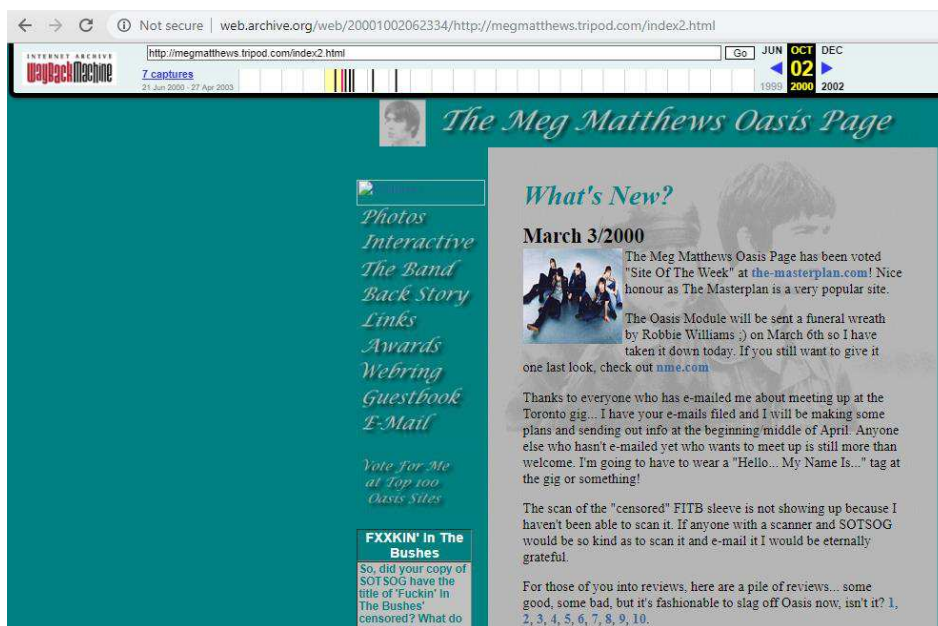 Not secure | web.archive.org/web/20001002062334/http://megmatthews.tripod.com/index2.html
INTERNET ARCHIVE
WayBackMachine
http://megmatthews.tripod.com/index2.html
Go
JUN OCT DEC
7 captures
02
21 Jun 2000 - 27 Apr 2003
1999 2000 2002
The Meg Matthews Oasis Page
Photos
Interactive
The Band
Back Story
Links
Awards
Webring
Guestbook
E-Mail
Vote For Me
at Top 100
Oasis Sites
FXXKIN' In The
Bushes
So, did your copy of
SOTSOG have the
title of 'Fuckin' In
The Bushes'
censored? What do
What's New?
March 3/2000
The Meg Matthews Oasis Page has been voted
"Site Of The Week" at the-masterplan.com! Nice
honour as The Masterplan is a very popular site.
The Oasis Module will be sent a funeral wreath
by Robbie Williams ;) on March 6th so I have
taken it down today. If you still want to give it
one last look, check out nme.com
Thanks to everyone who has e-mailed me about meeting up at the
Toronto gig... I have your e-mails filed and I will be making some
plans and sending out info at the beginning/middle of April. Anyone
else who hasn't e-mailed yet who wants to meet up is still more than
welcome. I'm going to have to wear a "Hello... My Name Is..." tag at
the gig or something!
The scan of the "censored" FITB sleeve is not showing up because I
haven't been able to scan it. If anyone with a scanner and SOTSOG
would be so kind as to scan it and e-mail it I would be eternally
grateful.
For those of you into reviews, here are a pile of reviews... some
good, some bad, but it's fashionable to slag off Oasis now, isn't it? 1,
2, 3, 4, 5, 6, 7, 8, 9, 10.